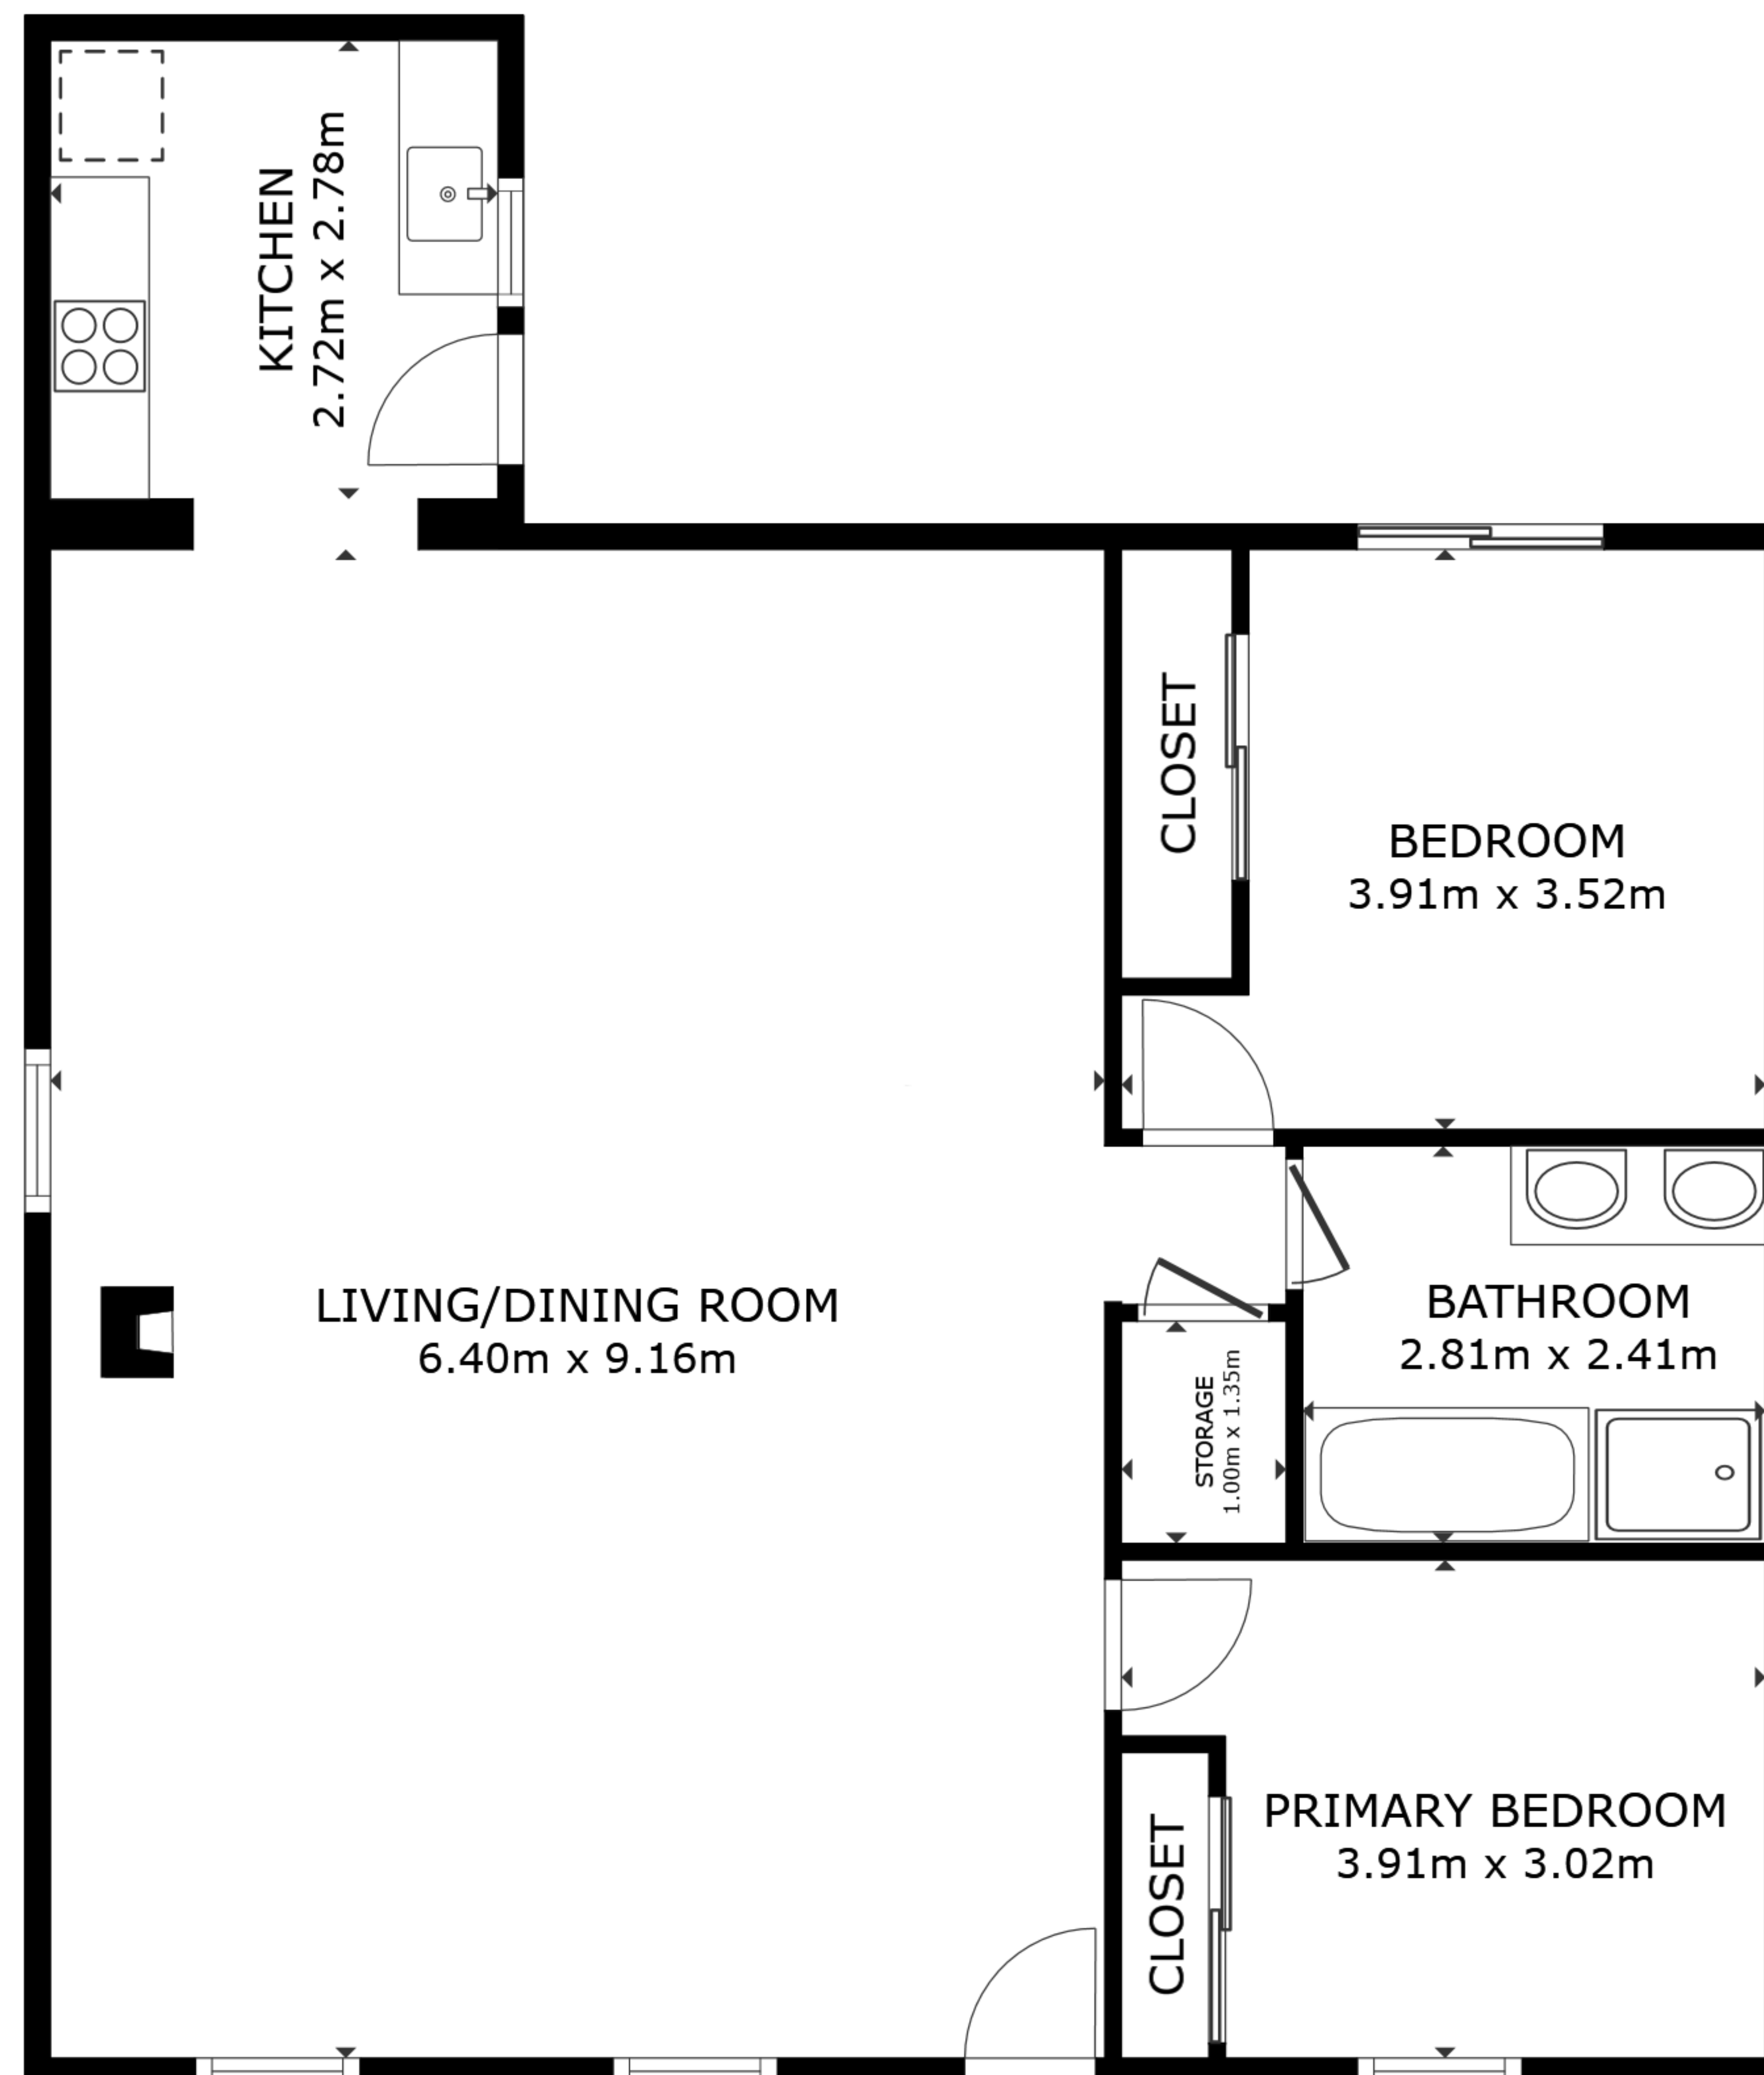 KITCHEN
2.72m x 2.78m
CLOSET
BEDROOM
3.91m x 3.52m
LIVING/DINING ROOM
6.40m x 9.16m
BATHROOM
2.81m x 2.41m
STORAGE
1.00m x 1.35m
PRIMARY BEDROOM
3.91m x 3.02m
CLOSET